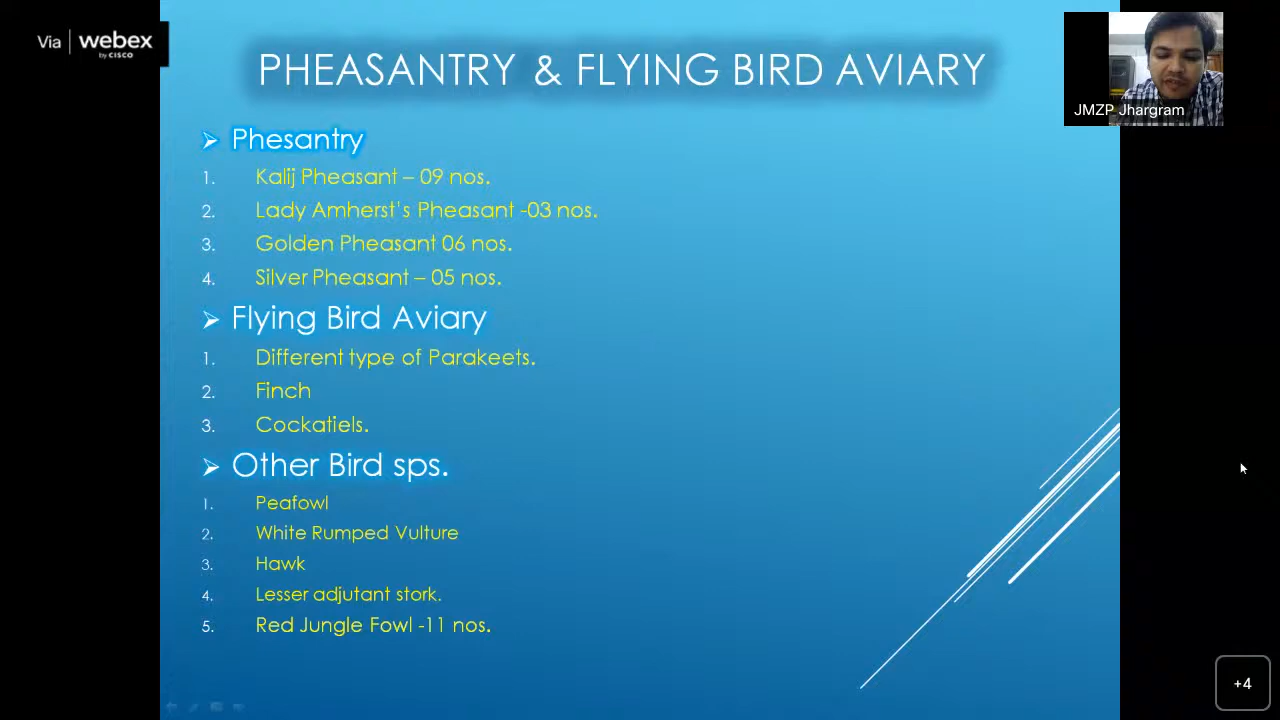 Via webex
by CISCO
PHEASANTRY & FLYING BIRD AVIARY
JMZP Jhargram
➢ Phesantry
1. Kalij Pheasant – 09 nos.
2. Lady Amherst's Pheasant -03 nos.
3. Golden Pheasant 06 nos.
4. Silver Pheasant – 05 nos.
➢ Flying Bird Aviary
1. Different type of Parakeets.
2. Finch
3. Cockatiels.
➢ Other Bird sps.
1. Peafowl
2. White Rumped Vulture
3. Hawk
4. Lesser adjutant stork.
5. Red Jungle Fowl -11 nos.
+4